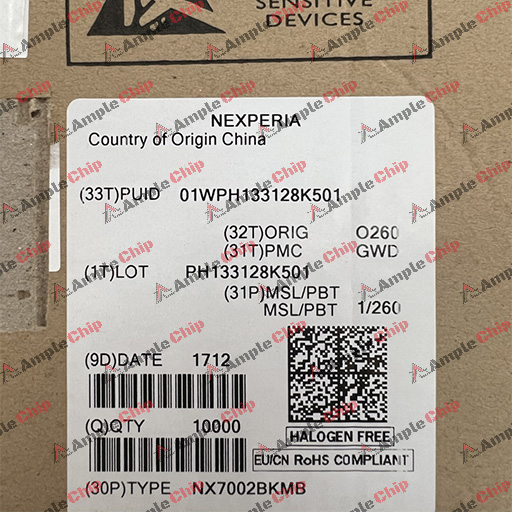 SENSITIVE
DEVICES
NEXPERIA
Country of Origin China
(33T)PUID 01WPH133128K501
(32T)ORIG O260
(31T)PMC GWD
(1T)LOT PH133128K501
(31P)MSL/PBT
MSL/PBT 1/260
(9D)DATE 1712
(Q)QTY 10000
HALOGEN FREE
EU/CN RoHS COMPLIANT
(30P)TYPE NX7002BKMB
Ample Chip